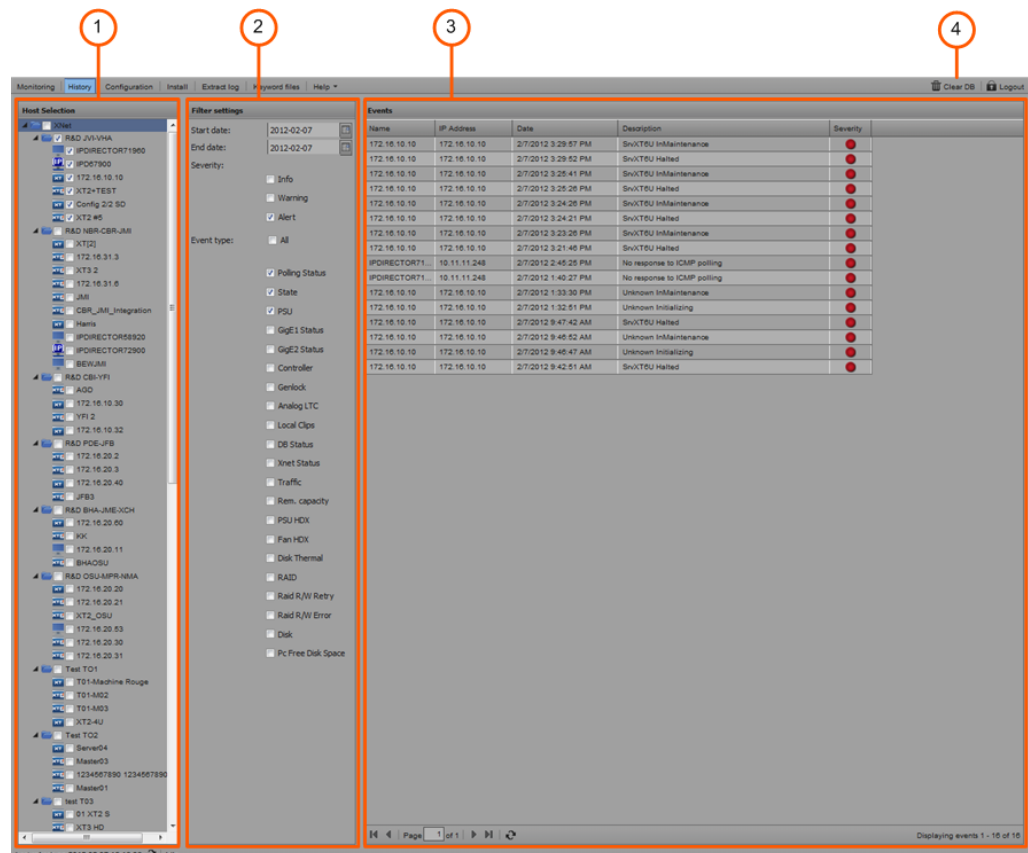 1
2
3
4
Monitoring History Configuration Install Extract log Keyword files Help
Clear DB Logout
Host Selection
XNet
R&D JVI-VHA
IPDIRECTOR71960
IPD67900
172.16.10.10
XT2+TEST
Config 2/2 SD
XT2 #5
R&D NBR-CBR-JMI
XT[2]
172.16.31.3
XT3 2
172.16.31.6
JMI
CBR_JMI_Integration
Harris
IPDIRECTOR58920
IPDIRECTOR72900
BEWJMI
R&D CBI-YFI
AGD
172.16.10.30
YFI 2
172.16.10.32
R&D PDE-JFB
172.16.20.2
172.16.20.3
172.16.20.40
JFB3
R&D BHA-JME-XCH
172.16.20.60
KK
172.16.20.11
BHAOSU
R&D OSU-MPR-NMA
172.16.20.20
172.16.20.21
XT2_OSU
172.16.20.53
172.16.20.30
172.16.20.31
Test TO1
T01-Machine Rouge
T01-M02
T01-M03
XT2-4U
Test TO2
Server04
Master03
1234567890 1234567890
Master01
test T03
01 XT2 S
XT3 HD
Filter settings
Start date: 2012-02-07
End date: 2012-02-07
Severity:
Info
Warning
Alert
Event type: All
Polling Status
State
PSU
GigE1 Status
GigE2 Status
Controller
Genlock
Analog LTC
Local Clips
DB Status
Xnet Status
Traffic
Rem. capacity
PSU HDX
Fan HDX
Disk Thermal
RAID
Raid R/W Retry
Raid R/W Error
Disk
Pc Free Disk Space
Events
Name IP Address Date Description Severity
172.16.10.10 172.16.10.10 2/7/2012 3:29:57 PM SrvXT6U InMaintenance
172.16.10.10 172.16.10.10 2/7/2012 3:29:52 PM SrvXT6U Halted
172.16.10.10 172.16.10.10 2/7/2012 3:25:41 PM SrvXT6U InMaintenance
172.16.10.10 172.16.10.10 2/7/2012 3:25:26 PM SrvXT6U Halted
172.16.10.10 172.16.10.10 2/7/2012 3:24:26 PM SrvXT6U InMaintenance
172.16.10.10 172.16.10.10 2/7/2012 3:24:21 PM SrvXT6U Halted
172.16.10.10 172.16.10.10 2/7/2012 3:23:26 PM SrvXT6U InMaintenance
172.16.10.10 172.16.10.10 2/7/2012 3:21:46 PM SrvXT6U Halted
IPDIRECTOR71... 10.11.11.248 2/7/2012 2:45:25 PM No response to ICMP polling
IPDIRECTOR71... 10.11.11.248 2/7/2012 1:40:27 PM No response to ICMP polling
172.16.10.10 172.16.10.10 2/7/2012 1:33:30 PM Unknown InMaintenance
172.16.10.10 172.16.10.10 2/7/2012 1:32:51 PM Unknown Initializing
172.16.10.10 172.16.10.10 2/7/2012 9:47:42 AM SrvXT6U Halted
172.16.10.10 172.16.10.10 2/7/2012 9:46:52 AM Unknown InMaintenance
172.16.10.10 172.16.10.10 2/7/2012 9:46:47 AM Unknown Initializing
172.16.10.10 172.16.10.10 2/7/2012 9:42:51 AM SrvXT6U Halted
Page 1 of 1
Displaying events 1 - 16 of 16